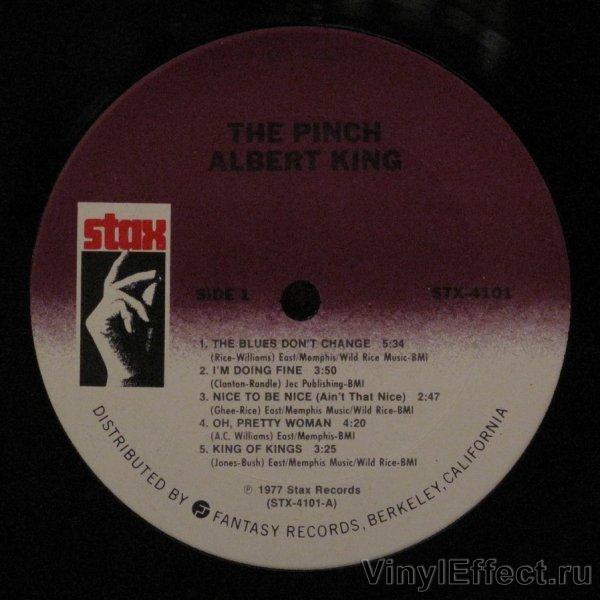 THE PINCH
ALBERT KING
stax
SIDE 1
STX-4101
1. THE BLUES DON'T CHANGE 5:34
(Rice-Williams) East/Memphis/Wild Rice Music-BMI
2. I'M DOING FINE 3:50
(Clanton-Randle) Jec Publishing-BMI
3. NICE TO BE NICE (Ain't That Nice) 2:47
(Ghee-Rice) East/Memphis Music/Wild Rice-BMI
4. OH, PRETTY WOMAN 4:20
(A.C. Williams) East/Memphis-BMI
5. KING OF KINGS 3:25
(Jones-Bush) East/Memphis Music/Wild Rice-BMI
℗ 1977 Stax Records
(STX-4101-A)
DISTRIBUTED BY F FANTASY RECORDS, BERKELEY, CALIFORNIA
VinylEffect.ru